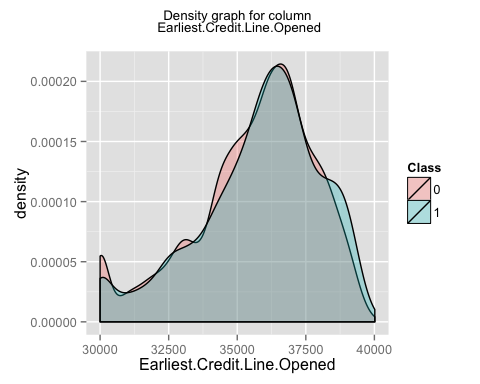 Density graph for column
Earliest.Credit.Line.Opened
0.00020
0.00015
0.00010
0.00005
0.00000
density
30000 32500 35000 37500 40000
Earliest.Credit.Line.Opened
Class
0
1